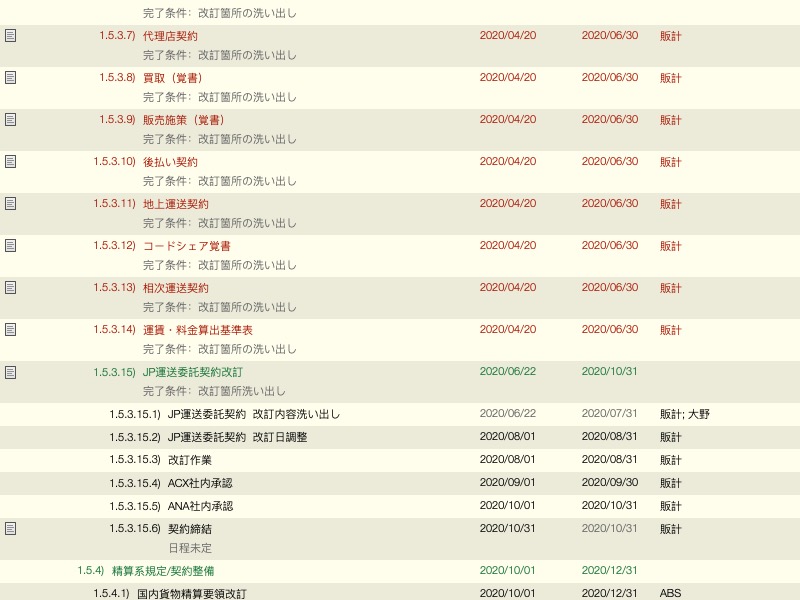 完了条件：改訂箇所の洗い出し
1.5.3.7) 代理店契約 2020/04/20 2020/06/30 販計
完了条件：改訂箇所の洗い出し
1.5.3.8) 買取（覚書） 2020/04/20 2020/06/30 販計
完了条件：改訂箇所の洗い出し
1.5.3.9) 販売施策（覚書） 2020/04/20 2020/06/30 販計
完了条件：改訂箇所の洗い出し
1.5.3.10) 後払い契約 2020/04/20 2020/06/30 販計
完了条件：改訂箇所の洗い出し
1.5.3.11) 地上運送契約 2020/04/20 2020/06/30 販計
完了条件：改訂箇所の洗い出し
1.5.3.12) コードシェア覚書 2020/04/20 2020/06/30 販計
完了条件：改訂箇所の洗い出し
1.5.3.13) 相次運送契約 2020/04/20 2020/06/30 販計
完了条件：改訂箇所の洗い出し
1.5.3.14) 運賃・料金算出基準表 2020/04/20 2020/06/30 販計
完了条件：改訂箇所の洗い出し
1.5.3.15) JP運送委託契約改訂 2020/06/22 2020/10/31
完了条件：改訂箇所洗い出し
1.5.3.15.1) JP運送委託契約 改訂内容洗い出し 2020/06/22 2020/07/31 販計; 大野
1.5.3.15.2) JP運送委託契約 改訂日調整 2020/08/01 2020/08/31 販計
1.5.3.15.3) 改訂作業 2020/08/01 2020/08/31 販計
1.5.3.15.4) ACX社内承認 2020/09/01 2020/09/30 販計
1.5.3.15.5) ANA社内承認 2020/10/01 2020/10/31 販計
1.5.3.15.6) 契約締結 2020/10/31 2020/10/31 販計
日程未定
1.5.4) 精算系規定/契約整備 2020/10/01 2020/12/31
1.5.4.1) 国内貨物精算要領改訂 2020/10/01 2020/12/31 ABS